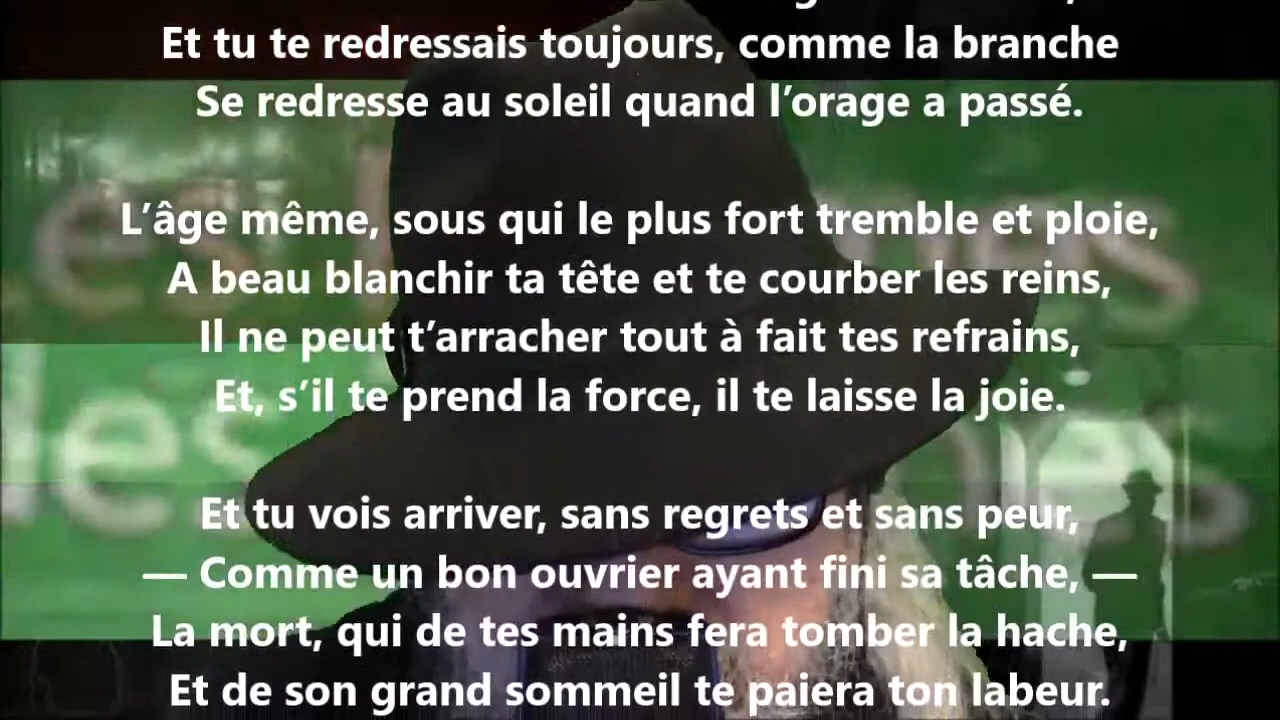 Et tu te redressais toujours, comme la branche
Se redresse au soleil quand l’orage a passé.
L’âge même, sous qui le plus fort tremble et ploie,
A beau blanchir ta tête et te courber les reins,
Il ne peut t’arracher tout à fait tes refrains,
Et, s’il te prend la force, il te laisse la joie.
Et tu vois arriver, sans regrets et sans peur,
— Comme un bon ouvrier ayant fini sa tâche, —
La mort, qui de tes mains fera tomber la hache,
Et de son grand sommeil te paiera ton labeur.